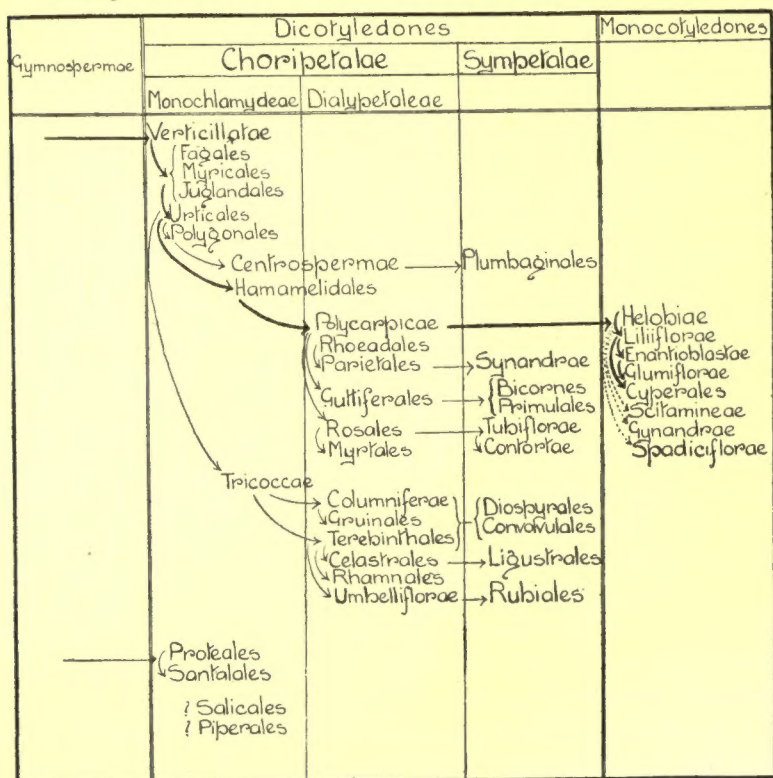 Gymnospermae
Dicotyledones
Monocotyledones
Choripetalae
Sympetalae
Monochlamydeae
Dialypetaleae
Verticillatae
Fagales
Myricales
Juglandales
Urticales
Polygonales
Centrospermae
Plumbaginales
Hamamelidales
Polycarpicae
Helobiae
Rhoeadales
Liliiflorae
Parietales
Synandrae
Enantioblastae
Glumiflorae
Guttiferales
Bicornes
Cyperales
Primulales
Scitamineae
Rosales
Tubiflorae
Gynandrae
Myrtales
Contortae
Spadiciflorae
Tricoccae
Columniferae
Diospyrales
Gruinales
Convolvulales
Terebinthales
Celastrales
Ligustrales
Rhamnales
Umbelliflorae
Rubiales
Proteales
Santalales
? Salicales
? Piperales